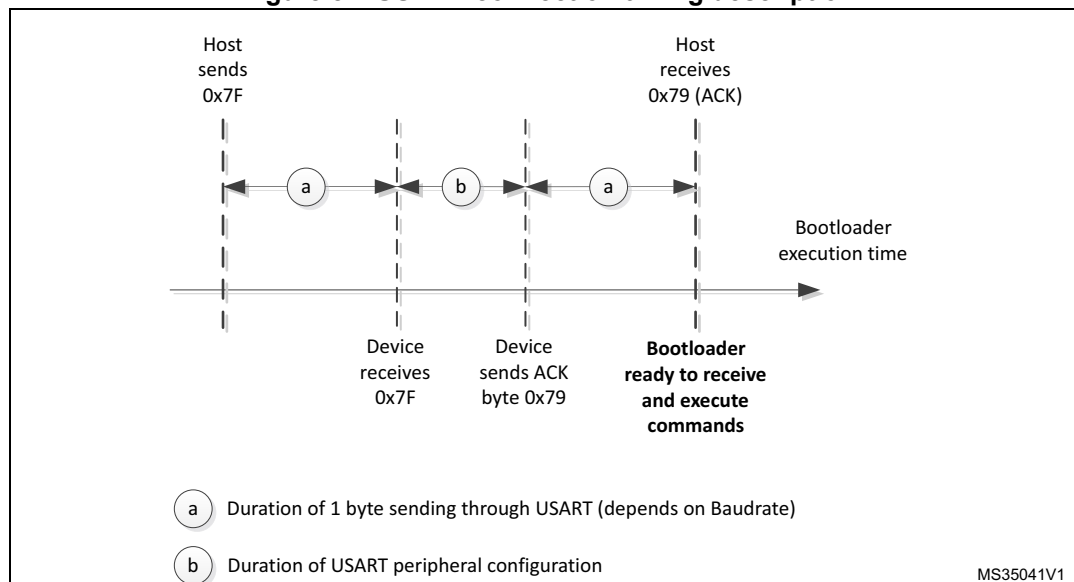 Host
sends
0x7F
Host
receives
0x79 (ACK)
a
b
a
Bootloader
execution time
Device
receives
0x7F
Device
sends ACK
byte 0x79
Bootloader
ready to receive
and execute
commands
a Duration of 1 byte sending through USART (depends on Baudrate)
b Duration of USART peripheral configuration
MS35041V1